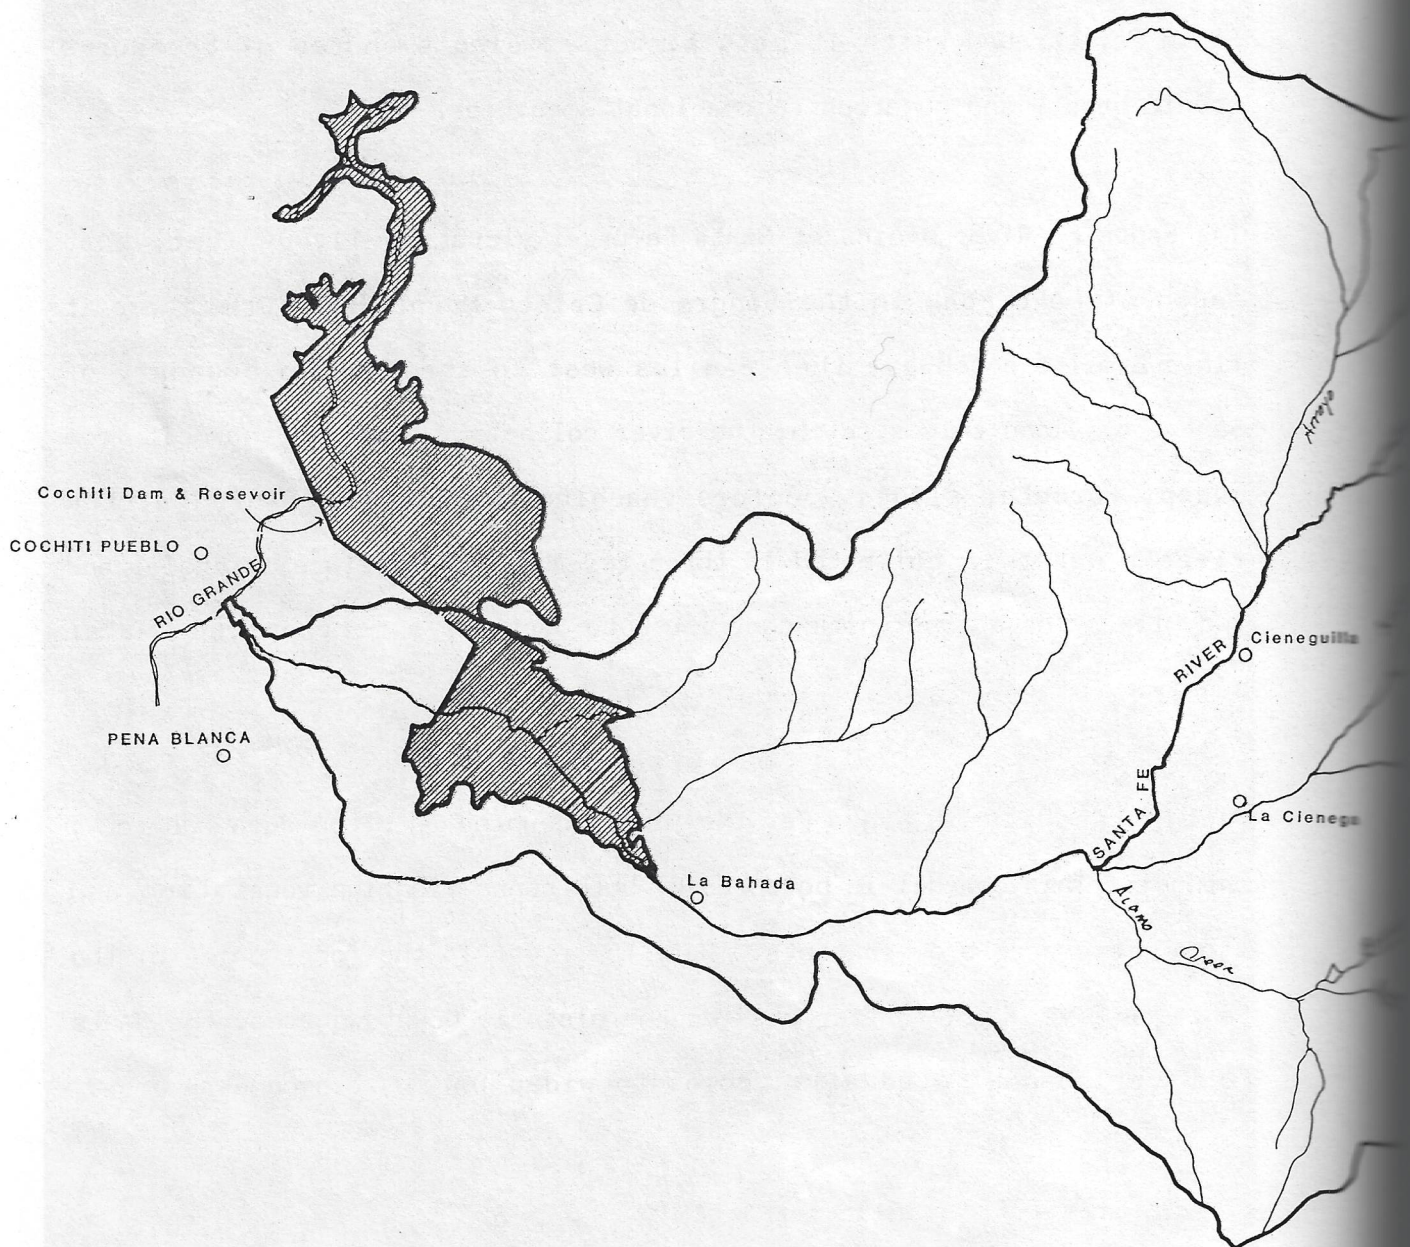 Arroyo
Cochiti Dam & Resevoir
COCHITI PUEBLO
RIO GRANDE
RIVER
Cieneguilla
PENA BLANCA
SANTA FE
La Cienega
La Bahada
Alamo
Creek